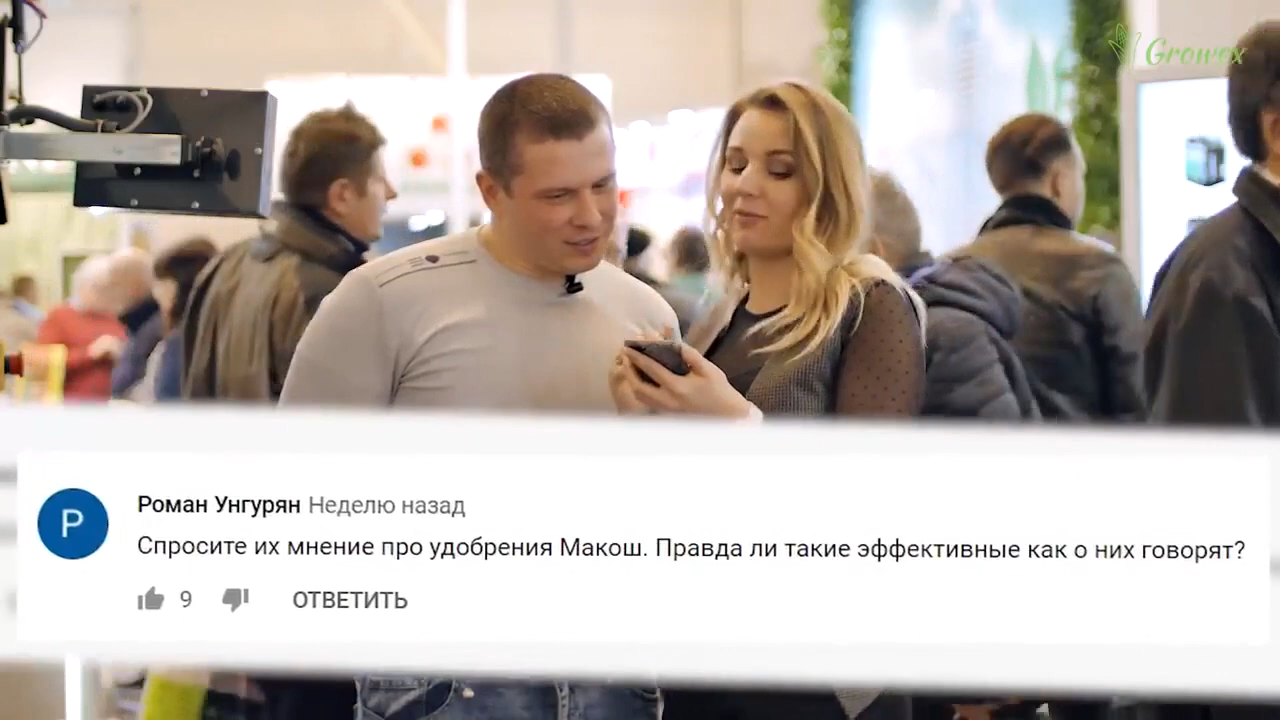 Growex
Роман Унгурян Неделю назад
Р
Спросите их мнение про удобрения Макош. Правда ли такие эффективные как о них говорят?
9
ОТВЕТИТЬ